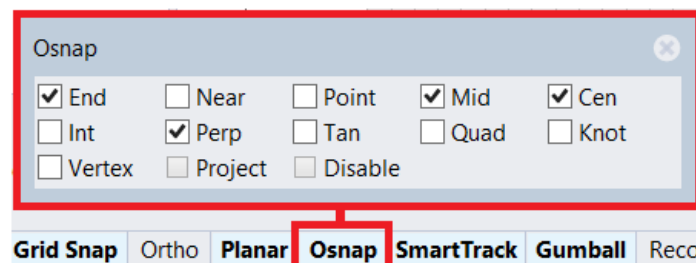 Osnap
End Near Point Mid Cen
Int Perp Tan Quad Knot
Vertex Project Disable
Grid Snap Ortho Planar Osnap SmartTrack Gumball Reco